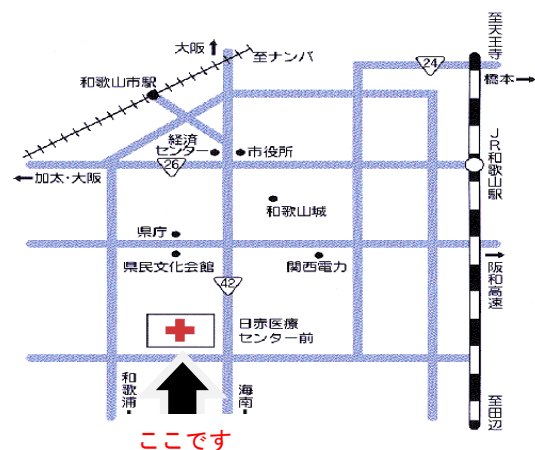 至天王寺
大阪
至ナンバ
24
橋本
和歌山市駅
JR和歌山駅
経済
センター
市役所
26
加太・大阪
和歌山城
県庁
県民文化会館
関西電力
阪和高速
42
日赤医療
センター前
和歌浦
海南
至田辺
ここです